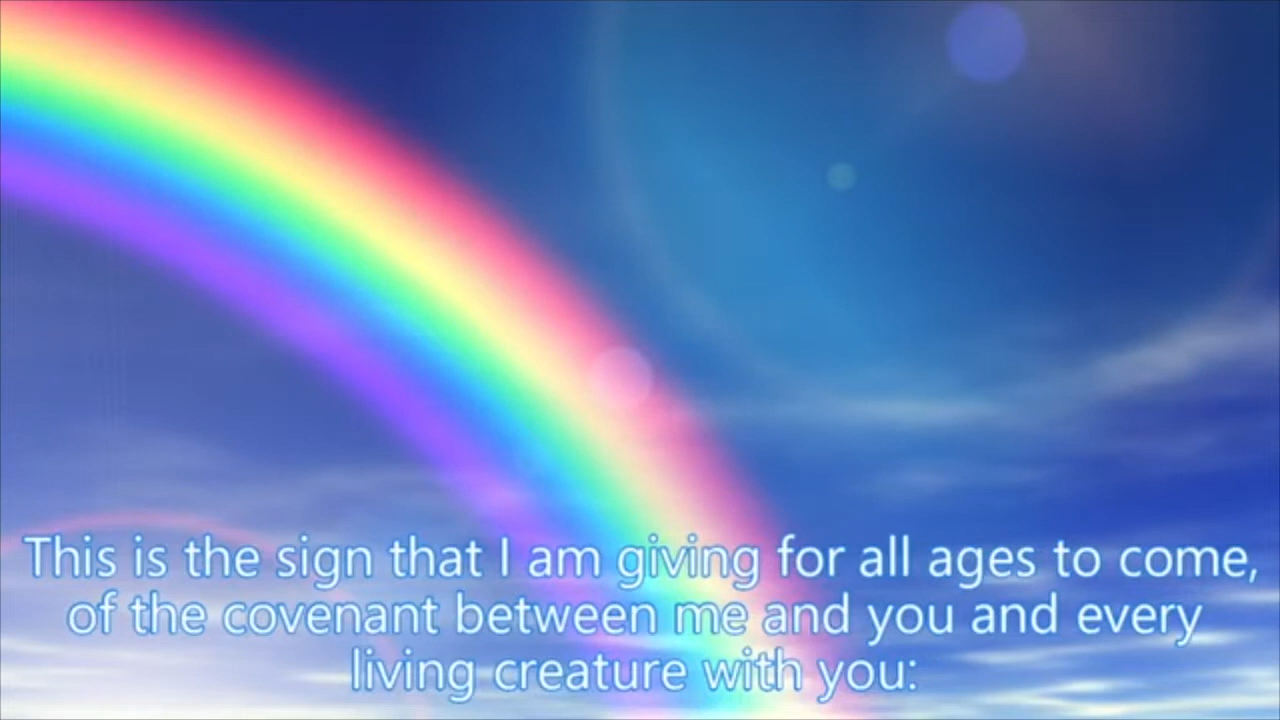 This is the sign that I am giving for all ages to come,
of the covenant between me and you and every
living creature with you: